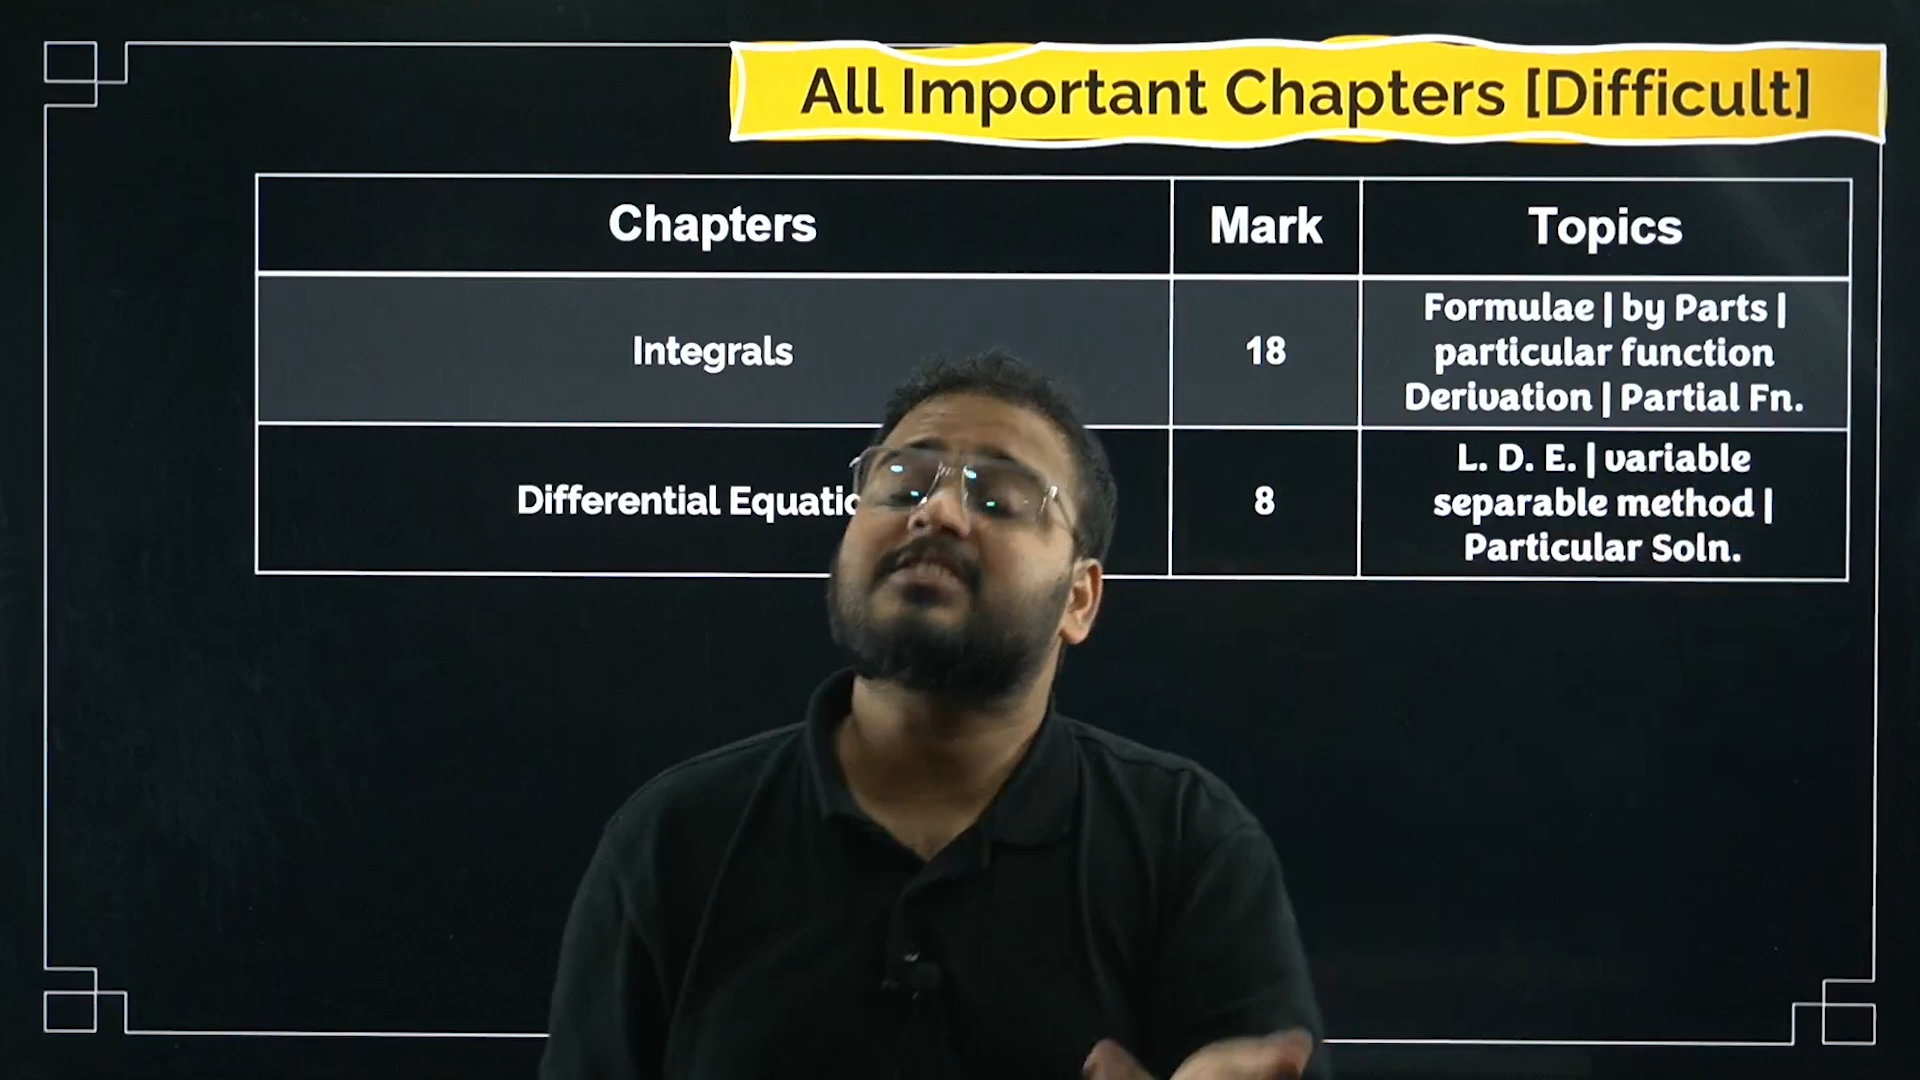 All Important Chapters [Difficult]
Chapters Mark Topics
Formulae | by Parts |
Integrals 18 particular function
Derivation | Partial Fn.
L. D. E. | variable
Differential 8 separable method |
Particular Soln.